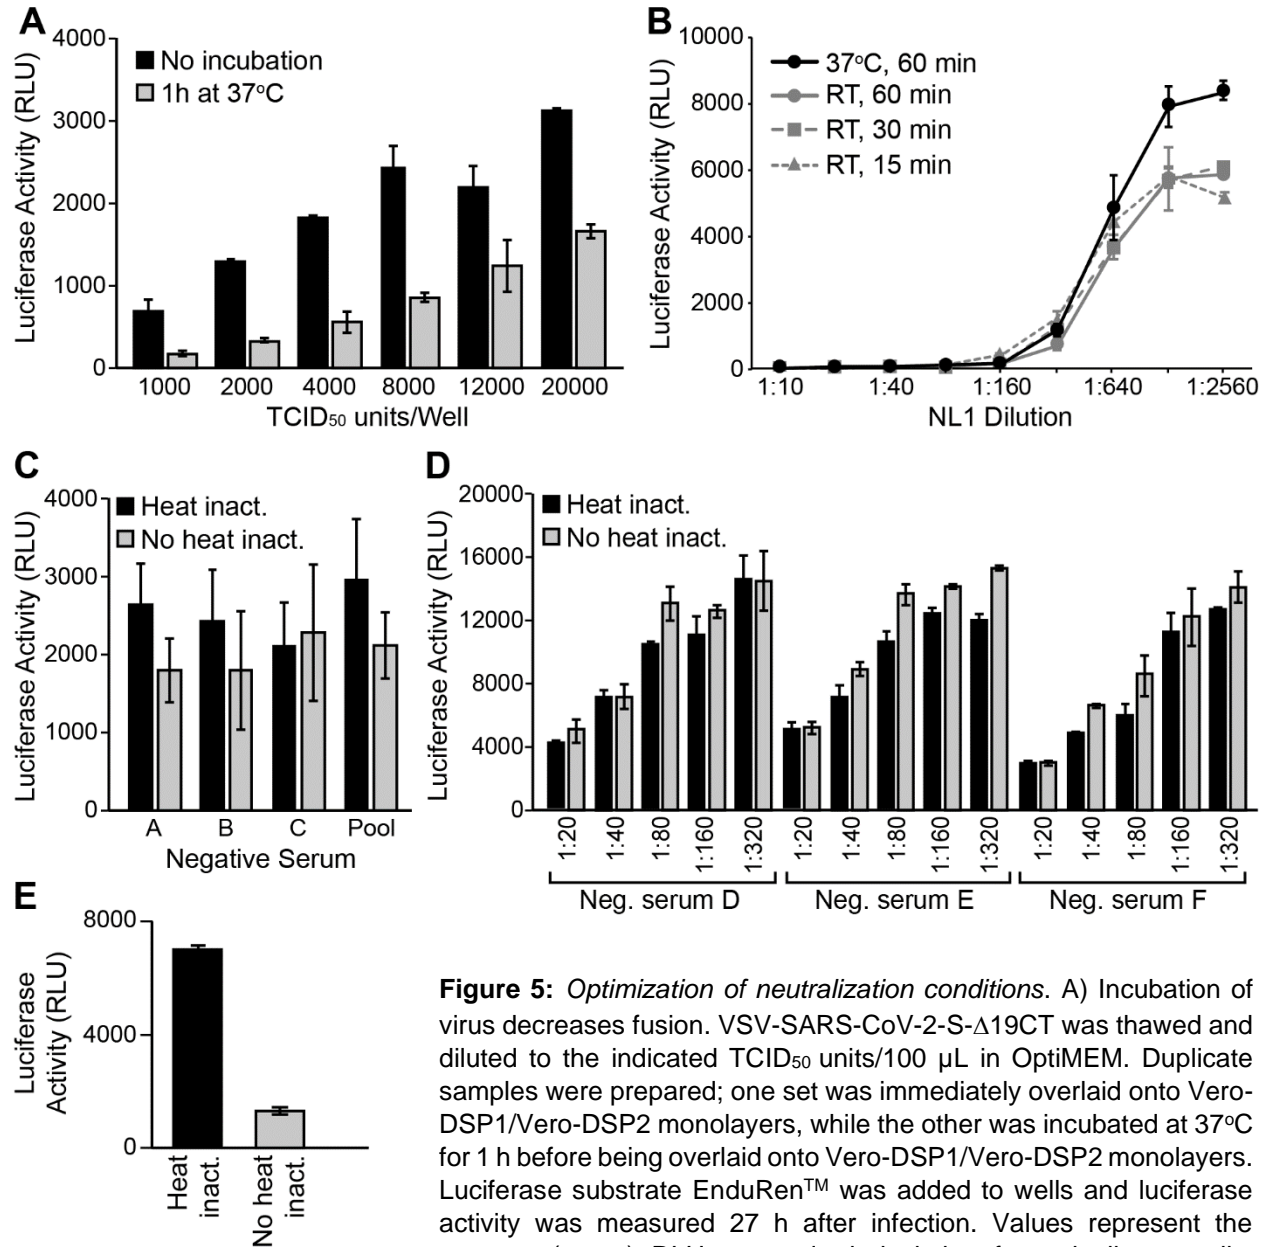 A
Luciferase Activity (RLU)
4000
3000
2000
1000
0
No incubation
1h at 37°C
1000 2000 4000 8000 12000 20000
TCID50 units/Well
B
Luciferase Activity (RLU)
10000
8000
6000
4000
2000
0
37°C, 60 min
RT, 60 min
RT, 30 min
RT, 15 min
1:10 1:40 1:160 1:640 1:2560
NL1 Dilution
C
Luciferase Activity (RLU)
4000
3000
2000
1000
0
Heat inact.
No heat inact.
A B C Pool
Negative Serum
D
Luciferase Activity (RLU)
20000
16000
12000
8000
4000
0
Heat inact.
No heat inact.
1:20 1:40 1:80 1:160 1:320 1:20 1:40 1:80 1:160 1:320 1:20 1:40 1:80 1:160 1:320
Neg. serum D Neg. serum E Neg. serum F
E
Luciferase
Activity (RLU)
8000
4000
0
Heat
inact.
No heat
inact.
Figure 5: Optimization of neutralization conditions. A) Incubation of
virus decreases fusion. VSV-SARS-CoV-2-S-Δ19CT was thawed and
diluted to the indicated TCID50 units/100 µL in OptiMEM. Duplicate
samples were prepared; one set was immediately overlaid onto Vero-
DSP1/Vero-DSP2 monolayers, while the other was incubated at 37°C
for 1 h before being overlaid onto Vero-DSP1/Vero-DSP2 monolayers.
Luciferase substrate EnduRen™ was added to wells and luciferase
activity was measured 27 h after infection. Values represent the